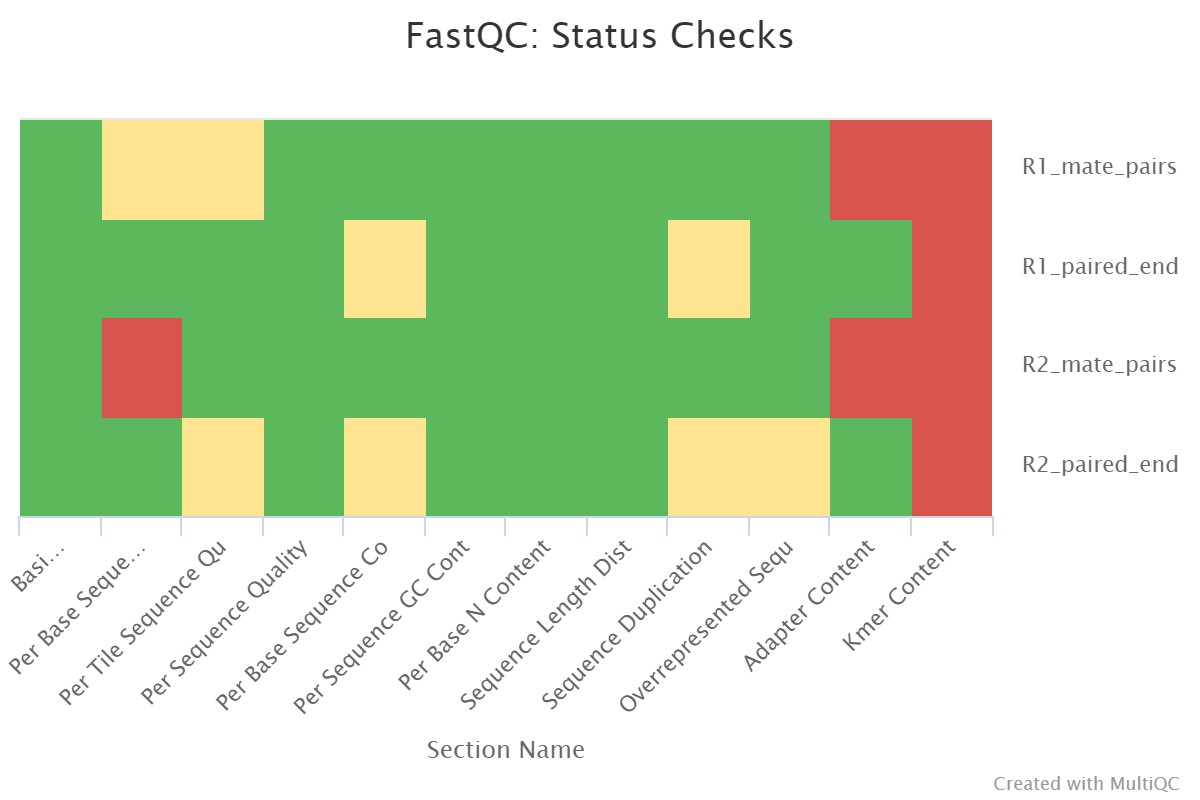 FastQC: Status Checks
R1_mate_pairs
R1_paired_end
R2_mate_pairs
R2_paired_end
Basi…
Per Base Seque…
Per Tile Sequence Qu
Per Sequence Quality
Per Base Sequence Co
Per Sequence GC Cont
Per Base N Content
Sequence Length Dist
Sequence Duplication
Overrepresented Sequ
Adapter Content
Kmer Content
Section Name
Created with MultiQC